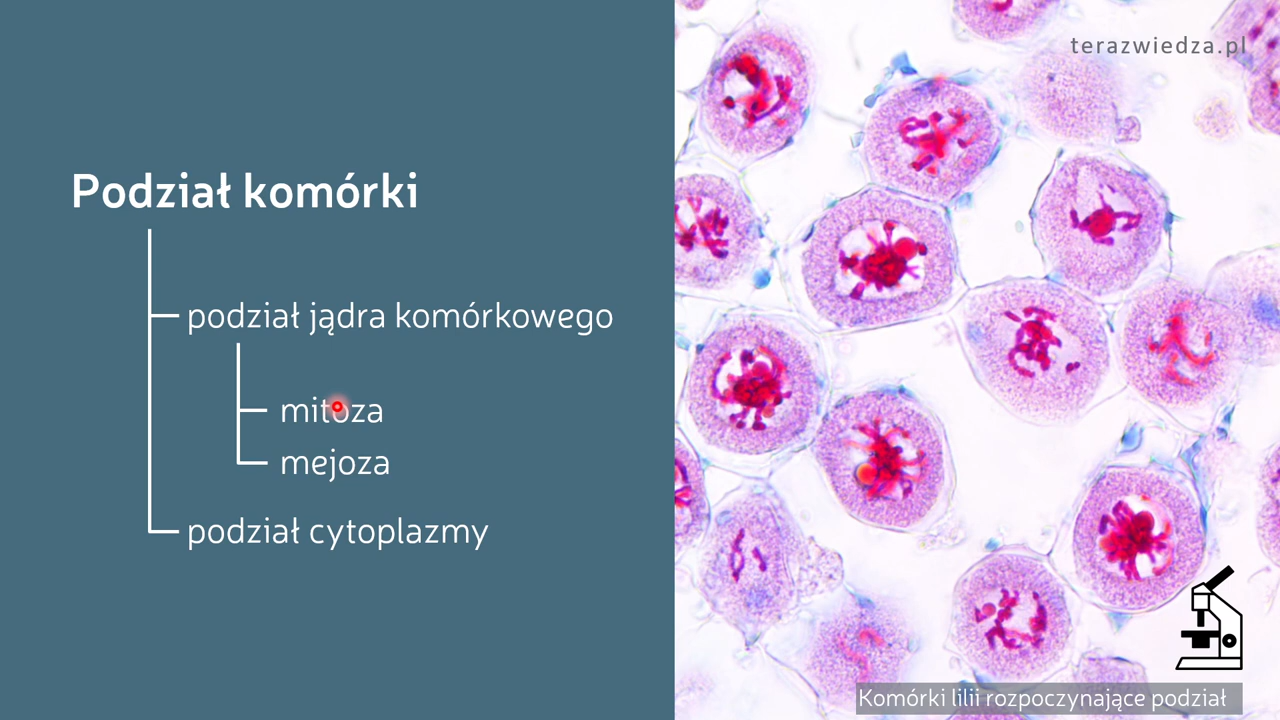 Podział komórki
podział jądra komórkowego
mitoza
mejoza
podział cytoplazmy
terazwiedza.pl
Komórki lilii rozpoczynające podział